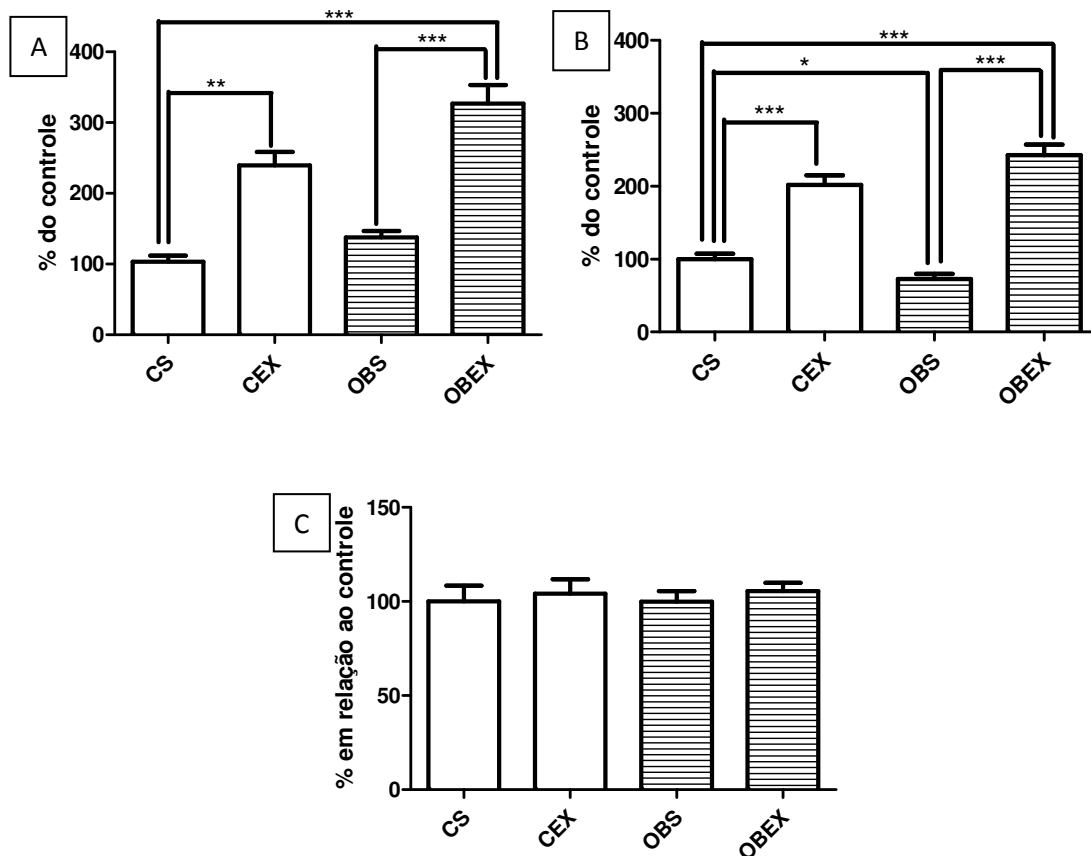 A
% do controle
400
300
200
100
0
***
***
**
CS
CEX
OBS
OBEX
B
% do controle
400
300
200
100
0
***
*
***
***
CS
CEX
OBS
OBEX
C
% em relação ao controle
150
100
50
0
CS
CEX
OBS
OBEX